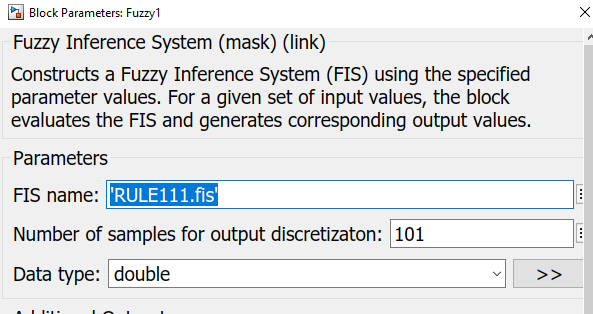 Block Parameters: Fuzzy1
Fuzzy Inference System (mask) (link)
Constructs a Fuzzy Inference System (FIS) using the specified
parameter values. For a given set of input values, the block
evaluates the FIS and generates corresponding output values.
Parameters
FIS name: 'RULE111.fis'
Number of samples for output discretizaton: 101
Data type: double >>